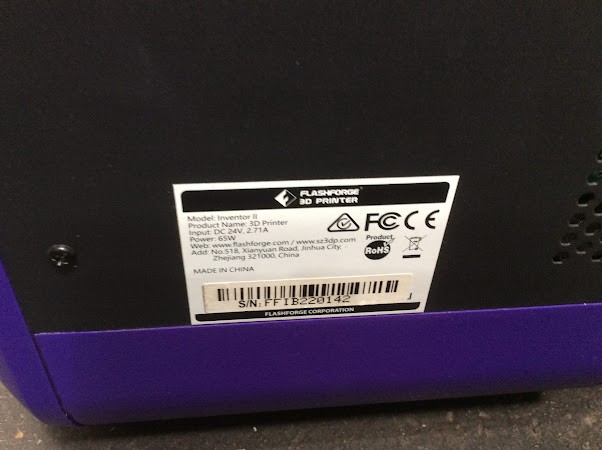 FLASHFORGE
3D PRINTER
Model: Inventor II
Product Name: 3D Printer
Input: DC 24V, 2.71A
Power: 65W
Web: www.flashforge.com / www.sz3dp.com
Add: No.518, Xianyuan Road, Jinhua City,
Zhejiang 321000, China
MADE IN CHINA
FC CE
Product
RoHS
S/N:FFIB220142
FLASHFORGE CORPORATION